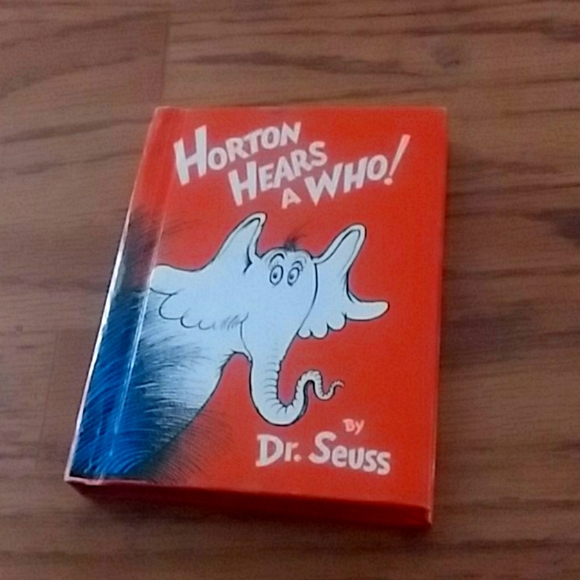 HORTON
HEARS
A WHO!
BY
Dr. Seuss